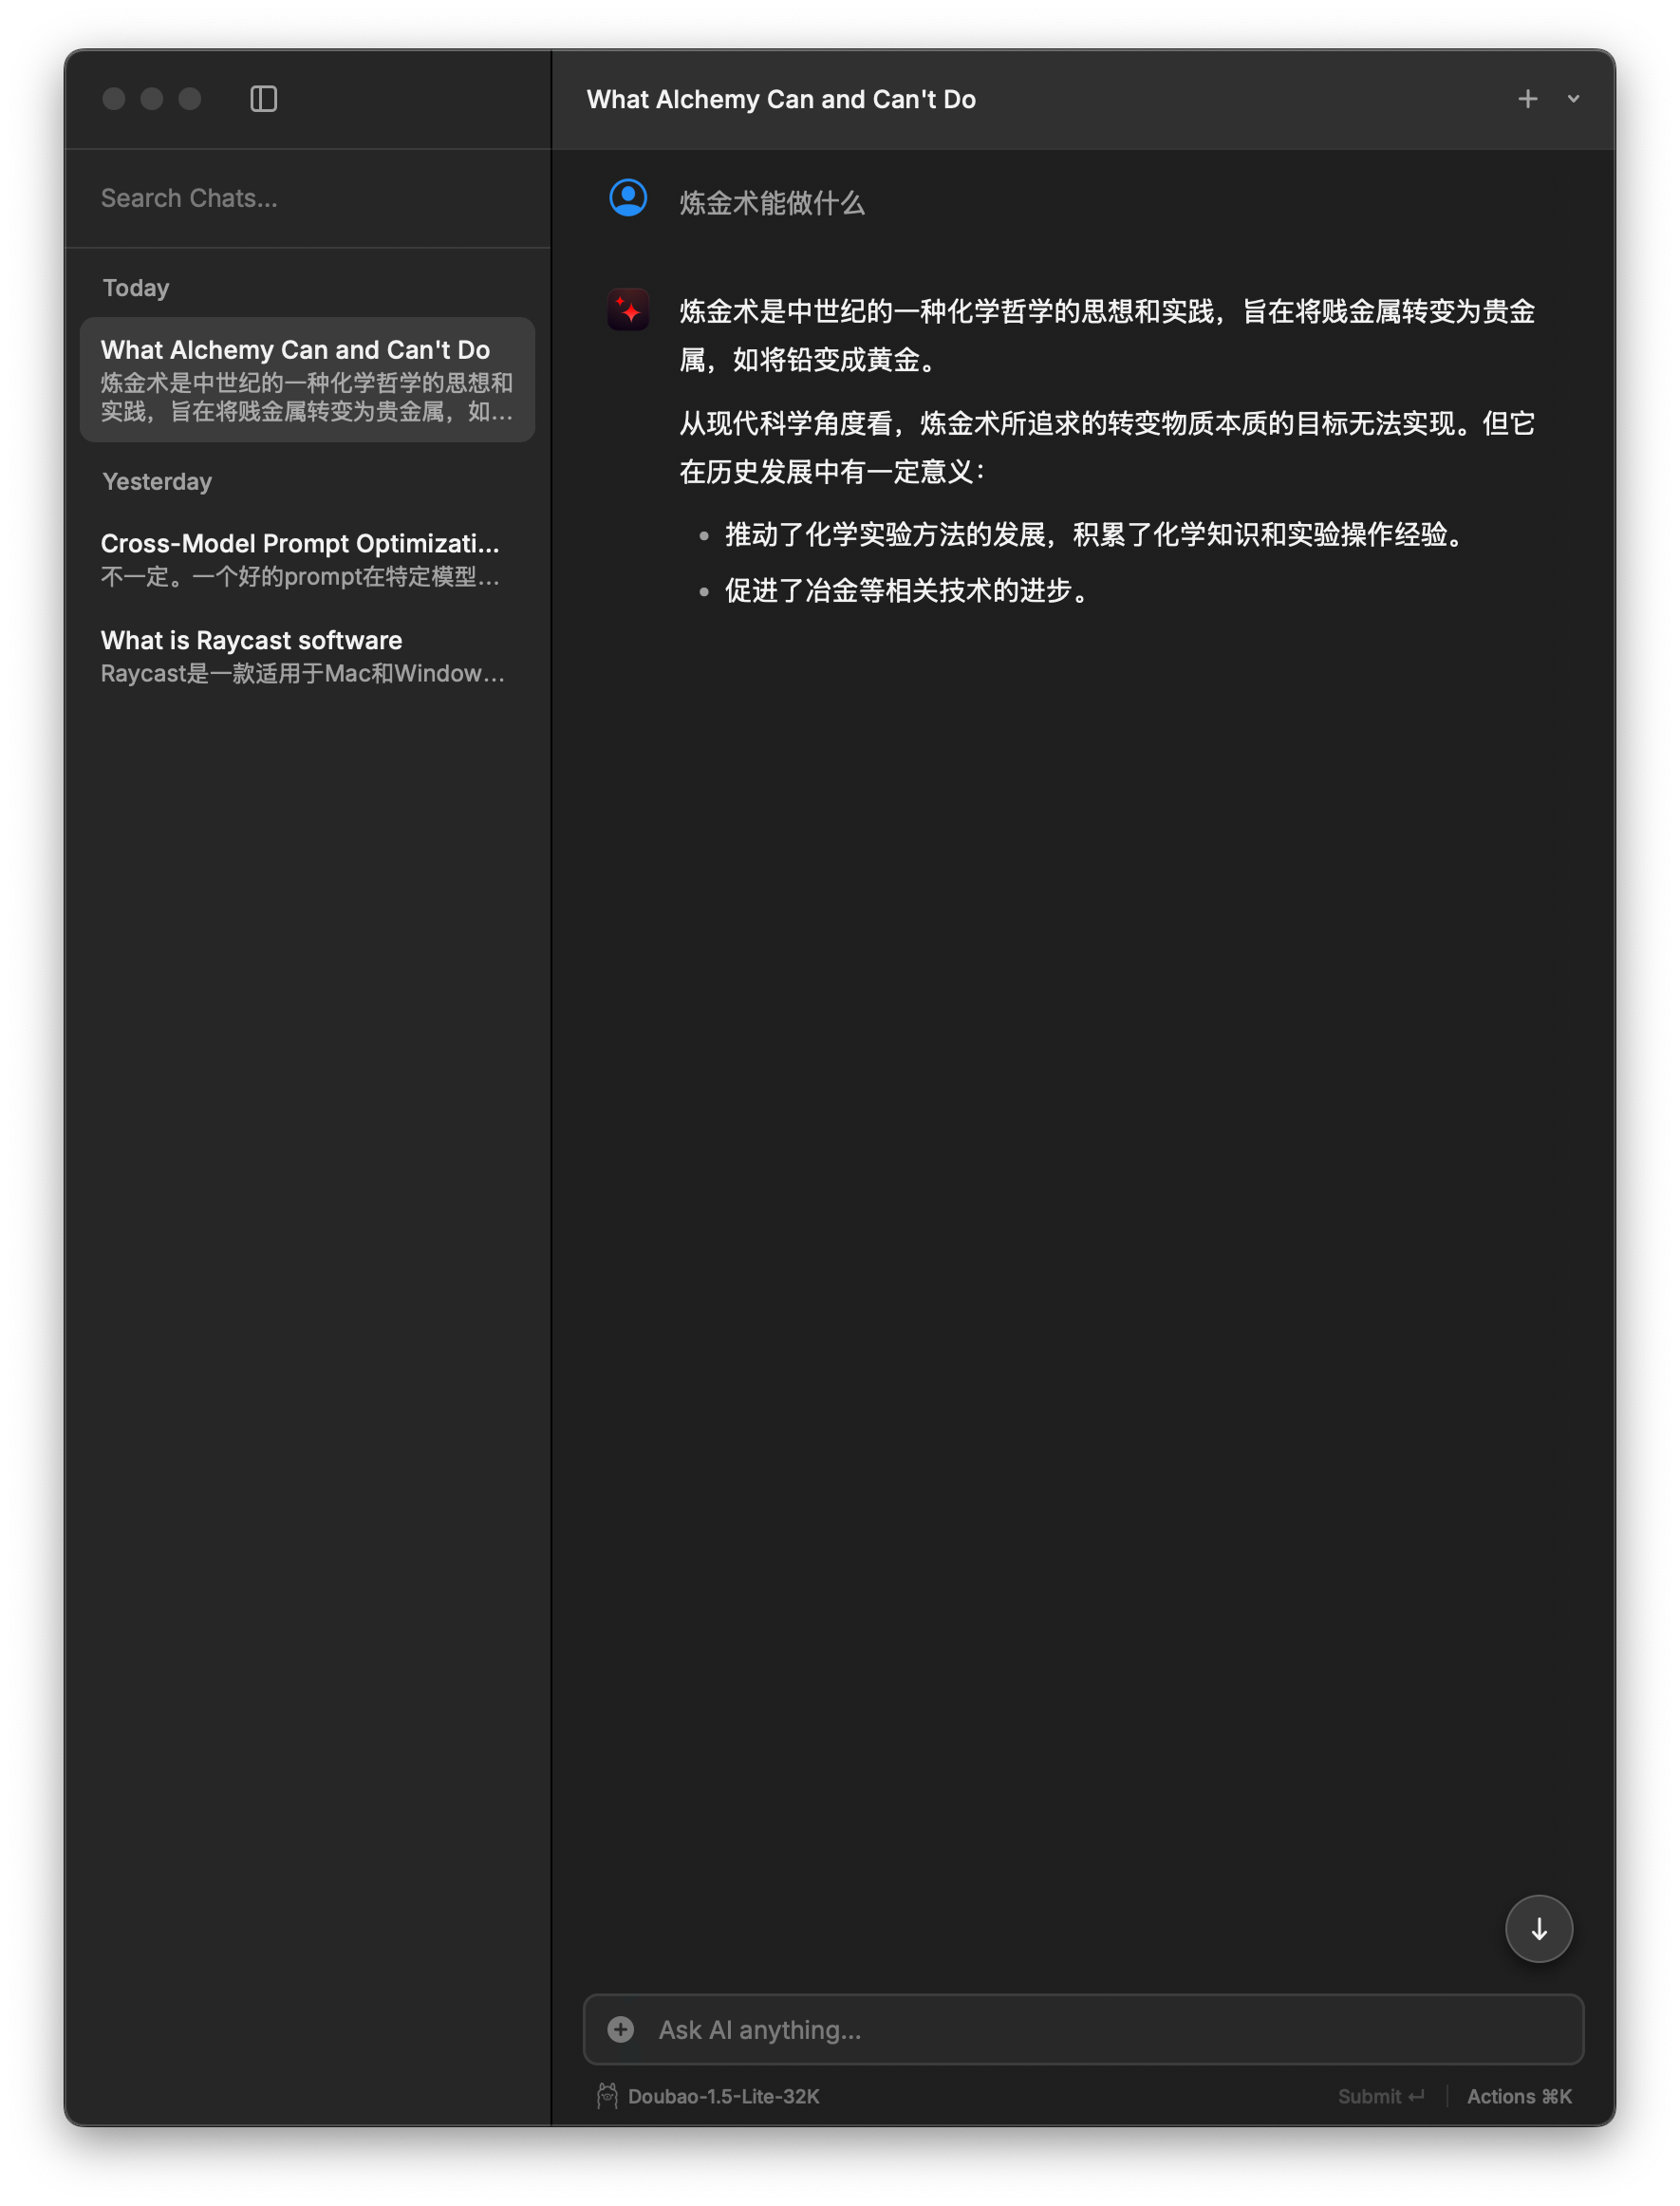 Search Chats...
Today
What Alchemy Can and Can't Do
炼金术是中世纪的一种化学哲学的思想和
实践，旨在将贱金属转变为贵金属，如...
Yesterday
Cross-Model Prompt Optimizati...
不一定。一个好的prompt在特定模型...
What is Raycast software
Raycast是一款适用于Mac和Window...
What Alchemy Can and Can't Do
炼金术能做什么
炼金术是中世纪的一种化学哲学的思想和实践，旨在将贱金属转变为贵金
属，如将铅变成黄金。
从现代科学角度看，炼金术所追求的转变物质本质的目标无法实现。但它
在历史发展中有一定意义：
• 推动了化学实验方法的发展，积累了化学知识和实验操作经验。
• 促进了冶金等相关技术的进步。
Ask AI anything...
Doubao-1.5-Lite-32K
Submit ↵
Actions ⌘K